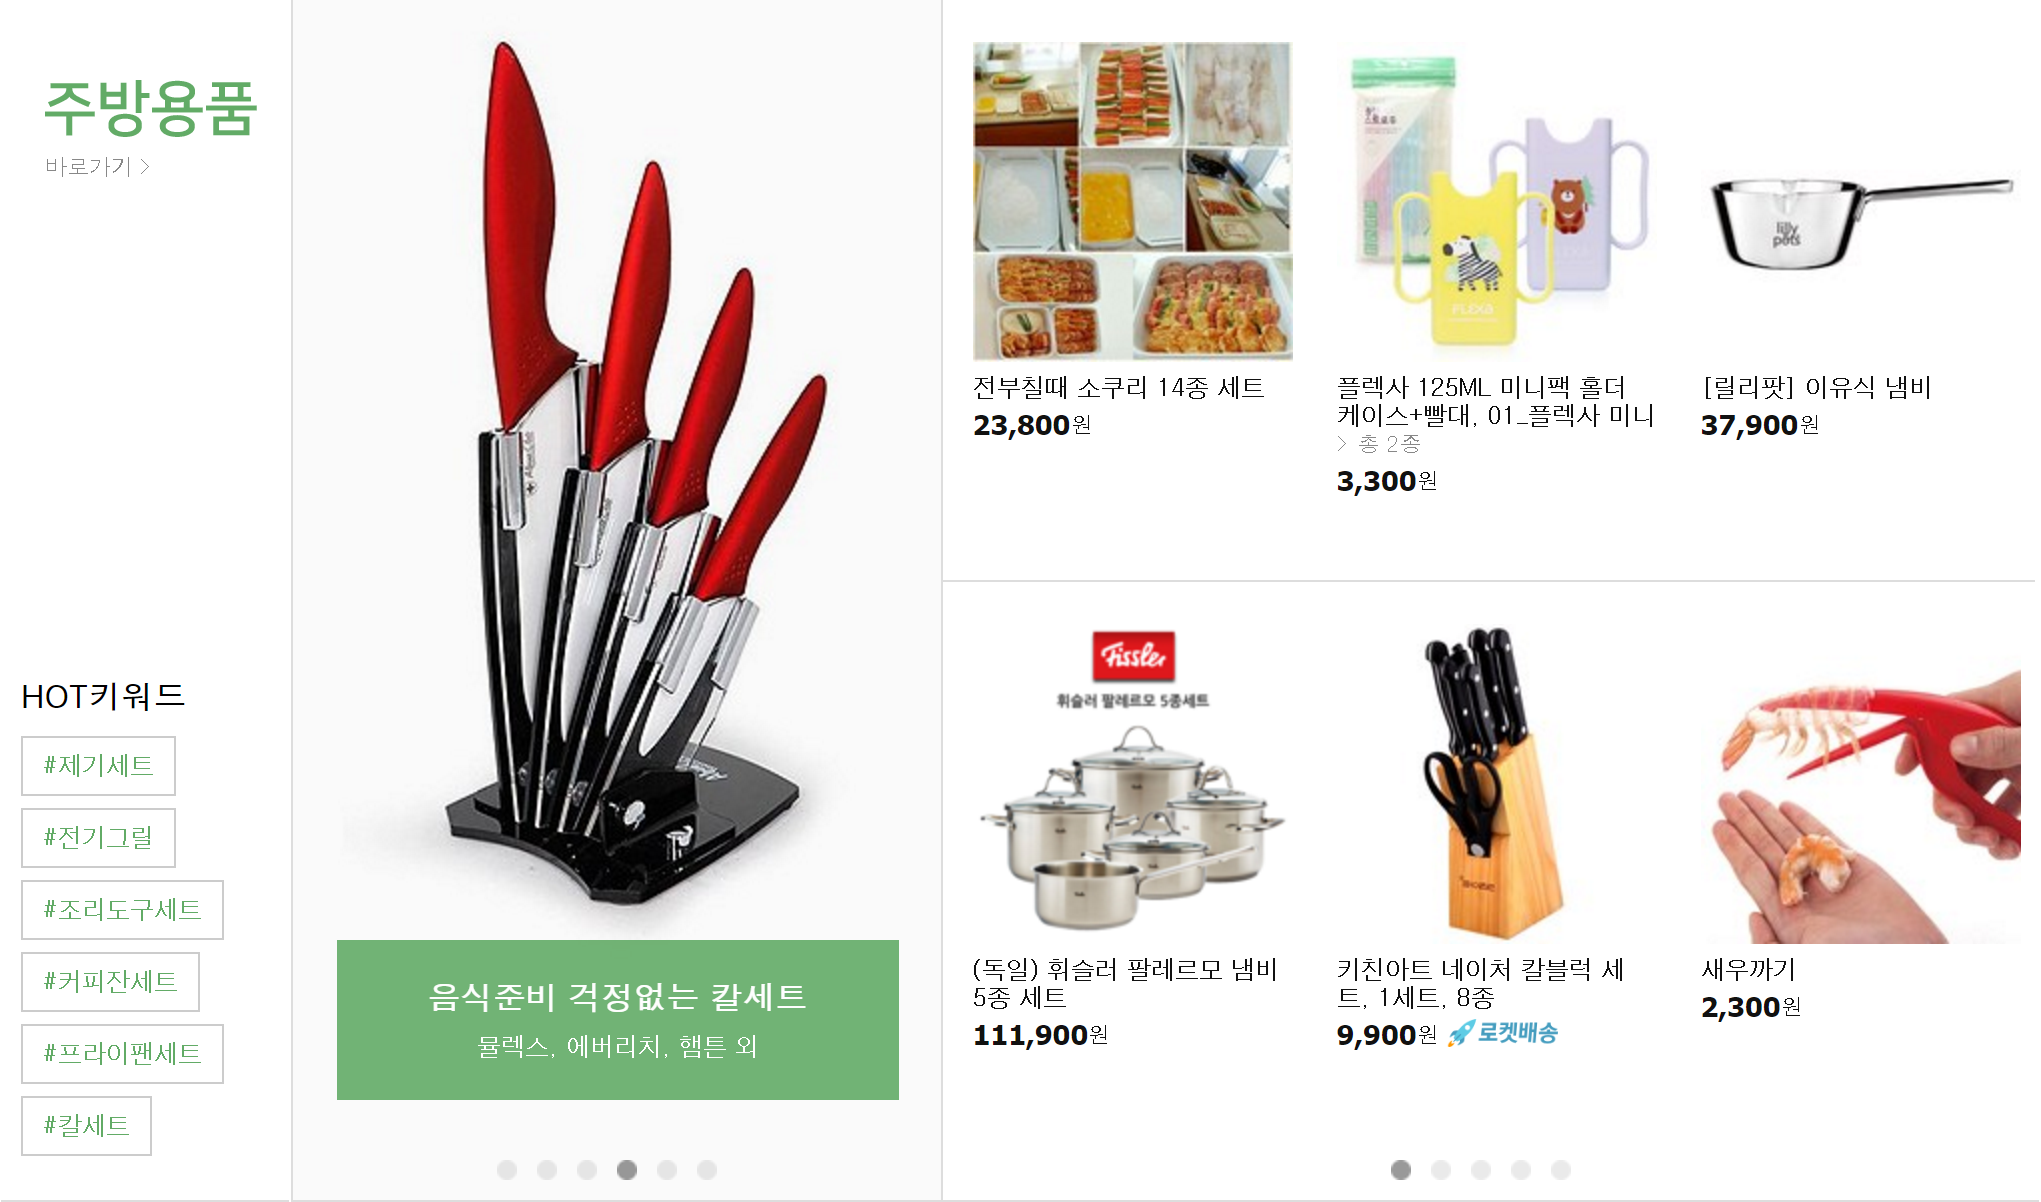 주방용품
바로가기 >
HOT키워드
#제기세트
#전기그릴
#조리도구세트
#커피잔세트
#프라이팬세트
#칼세트
음식준비 걱정없는 칼세트
뮬렉스, 에버리치, 햄튼 외
전부칠때 소쿠리 14종 세트
23,800원
PLEXA
플렉사 125ML 미니팩 홀더
케이스+빨대, 01_플렉사 미니
> 총 2종
3,300원
lilly
pots
[릴리팟] 이유식 냄비
37,900원
Fissler
휘슬러 팔레르모 5종세트
(독일) 휘슬러 팔레르모 냄비
5종 세트
111,900원
키친아트 네이처 칼블럭 세
트, 1세트, 8종
9,900원 로켓배송
새우까기
2,300원